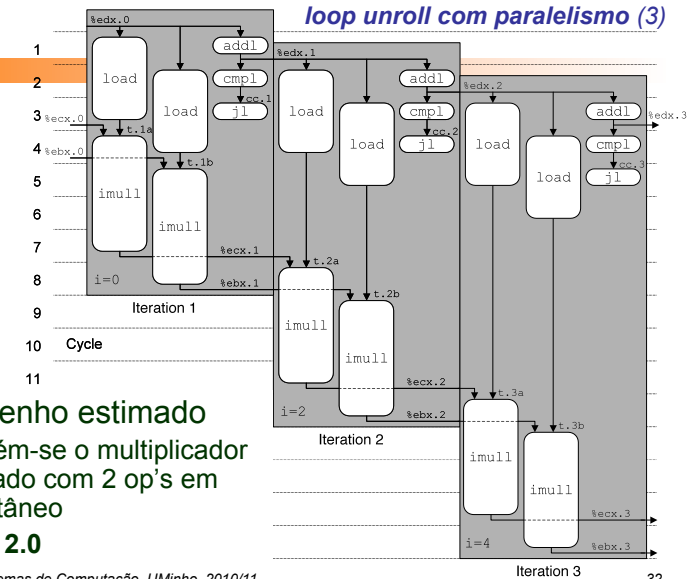 loop unroll com paralelismo (3)
%edx.0
1
addl
%edx.1
load
2
cmpl
addl
%edx.2
load
load
cc.1
3
jl
cmpl
addl
%edx.3
%ecx.0
load
load
t.1a
cc.2
4
jl
cmpl
%ebx.0
t.1b
load
cc.3
5
jl
imull
6
imull
7
%ecx.1
t.2a
8
i=0
%ebx.1
t.2b
9
Iteration 1
imull
10
Cycle
imull
11
%ecx.2
t.3a
enho estimado
i=2
%ebx.2
t.3b
Iteration 2
ém-se o multiplicador
imull
ado com 2 op's em
imull
tâneo
%ecx.3
2.0
i=4
%ebx.3
Iteration 3
emas de Computação, UMinho, 2010/11
32